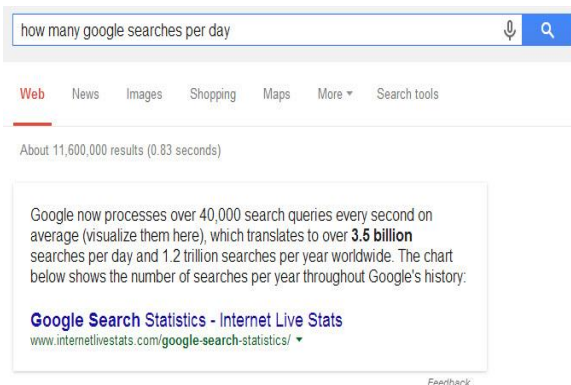 how many google searches per day
Web News Images Shopping Maps More Search tools
About 11,600,000 results (0.83 seconds)
Google now processes over 40,000 search queries every second on
average (visualize them here), which translates to over 3.5 billion
searches per day and 1.2 trillion searches per year worldwide. The chart
below shows the number of searches per year throughout Google's history:
Google Search Statistics - Internet Live Stats
www.internetlivestats.com/google-search-statistics/
Feedback